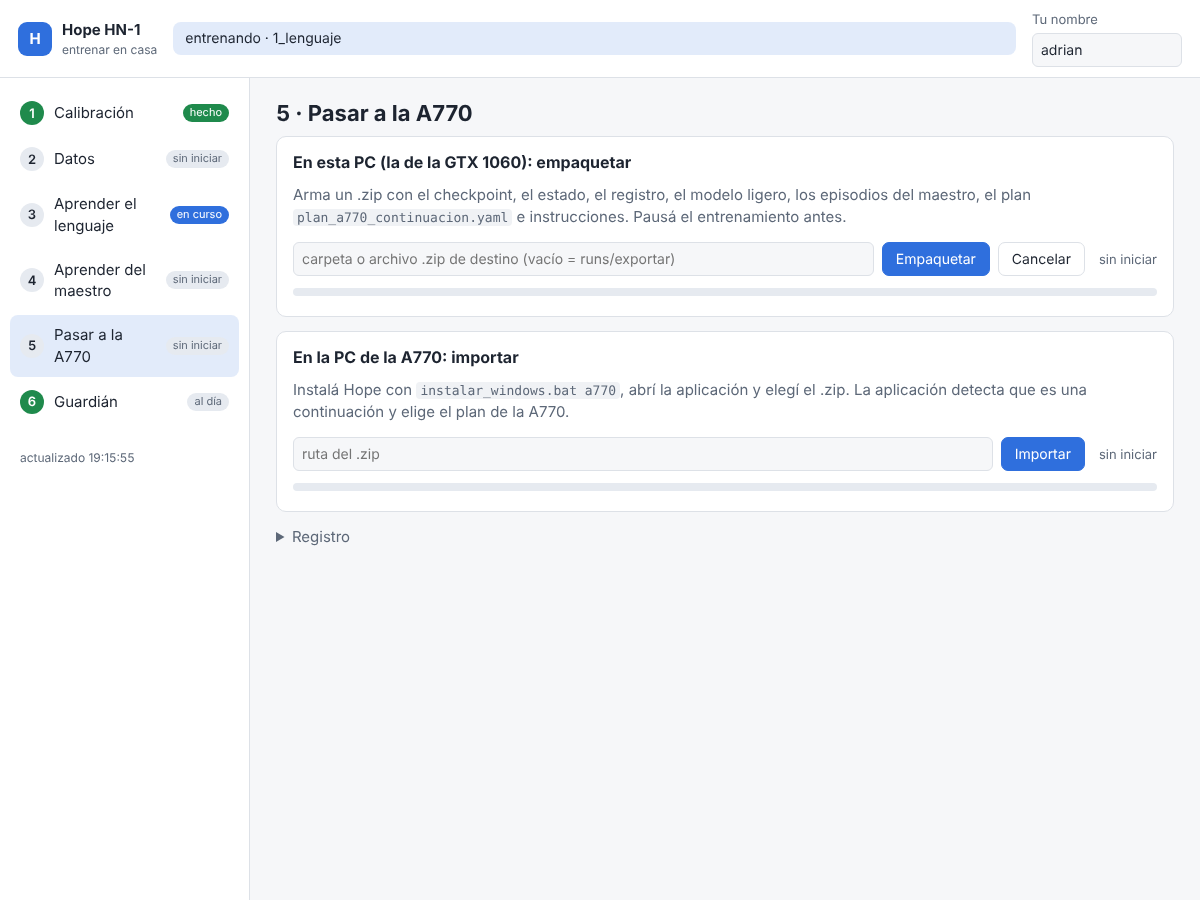 H
Hope HN-1
entrenar en casa
entrenando · 1_lenguaje
Tu nombre
adrian
1 Calibración hecho
2 Datos sin iniciar
3 Aprender el lenguaje en curso
4 Aprender del maestro sin iniciar
5 Pasar a la A770 sin iniciar
6 Guardián al día
actualizado 19:15:55
5 · Pasar a la A770
En esta PC (la de la GTX 1060): empaquetar
Arma un .zip con el checkpoint, el estado, el registro, el modelo ligero, los episodios del maestro, el plan
plan_a770_continuacion.yaml e instrucciones. Pausá el entrenamiento antes.
carpeta o archivo .zip de destino (vacío = runs/exportar) Empaquetar Cancelar sin iniciar
En la PC de la A770: importar
Instalá Hope con instalar_windows.bat a770, abrí la aplicación y elegí el .zip. La aplicación detecta que es una
continuación y elige el plan de la A770.
ruta del .zip Importar sin iniciar
Registro